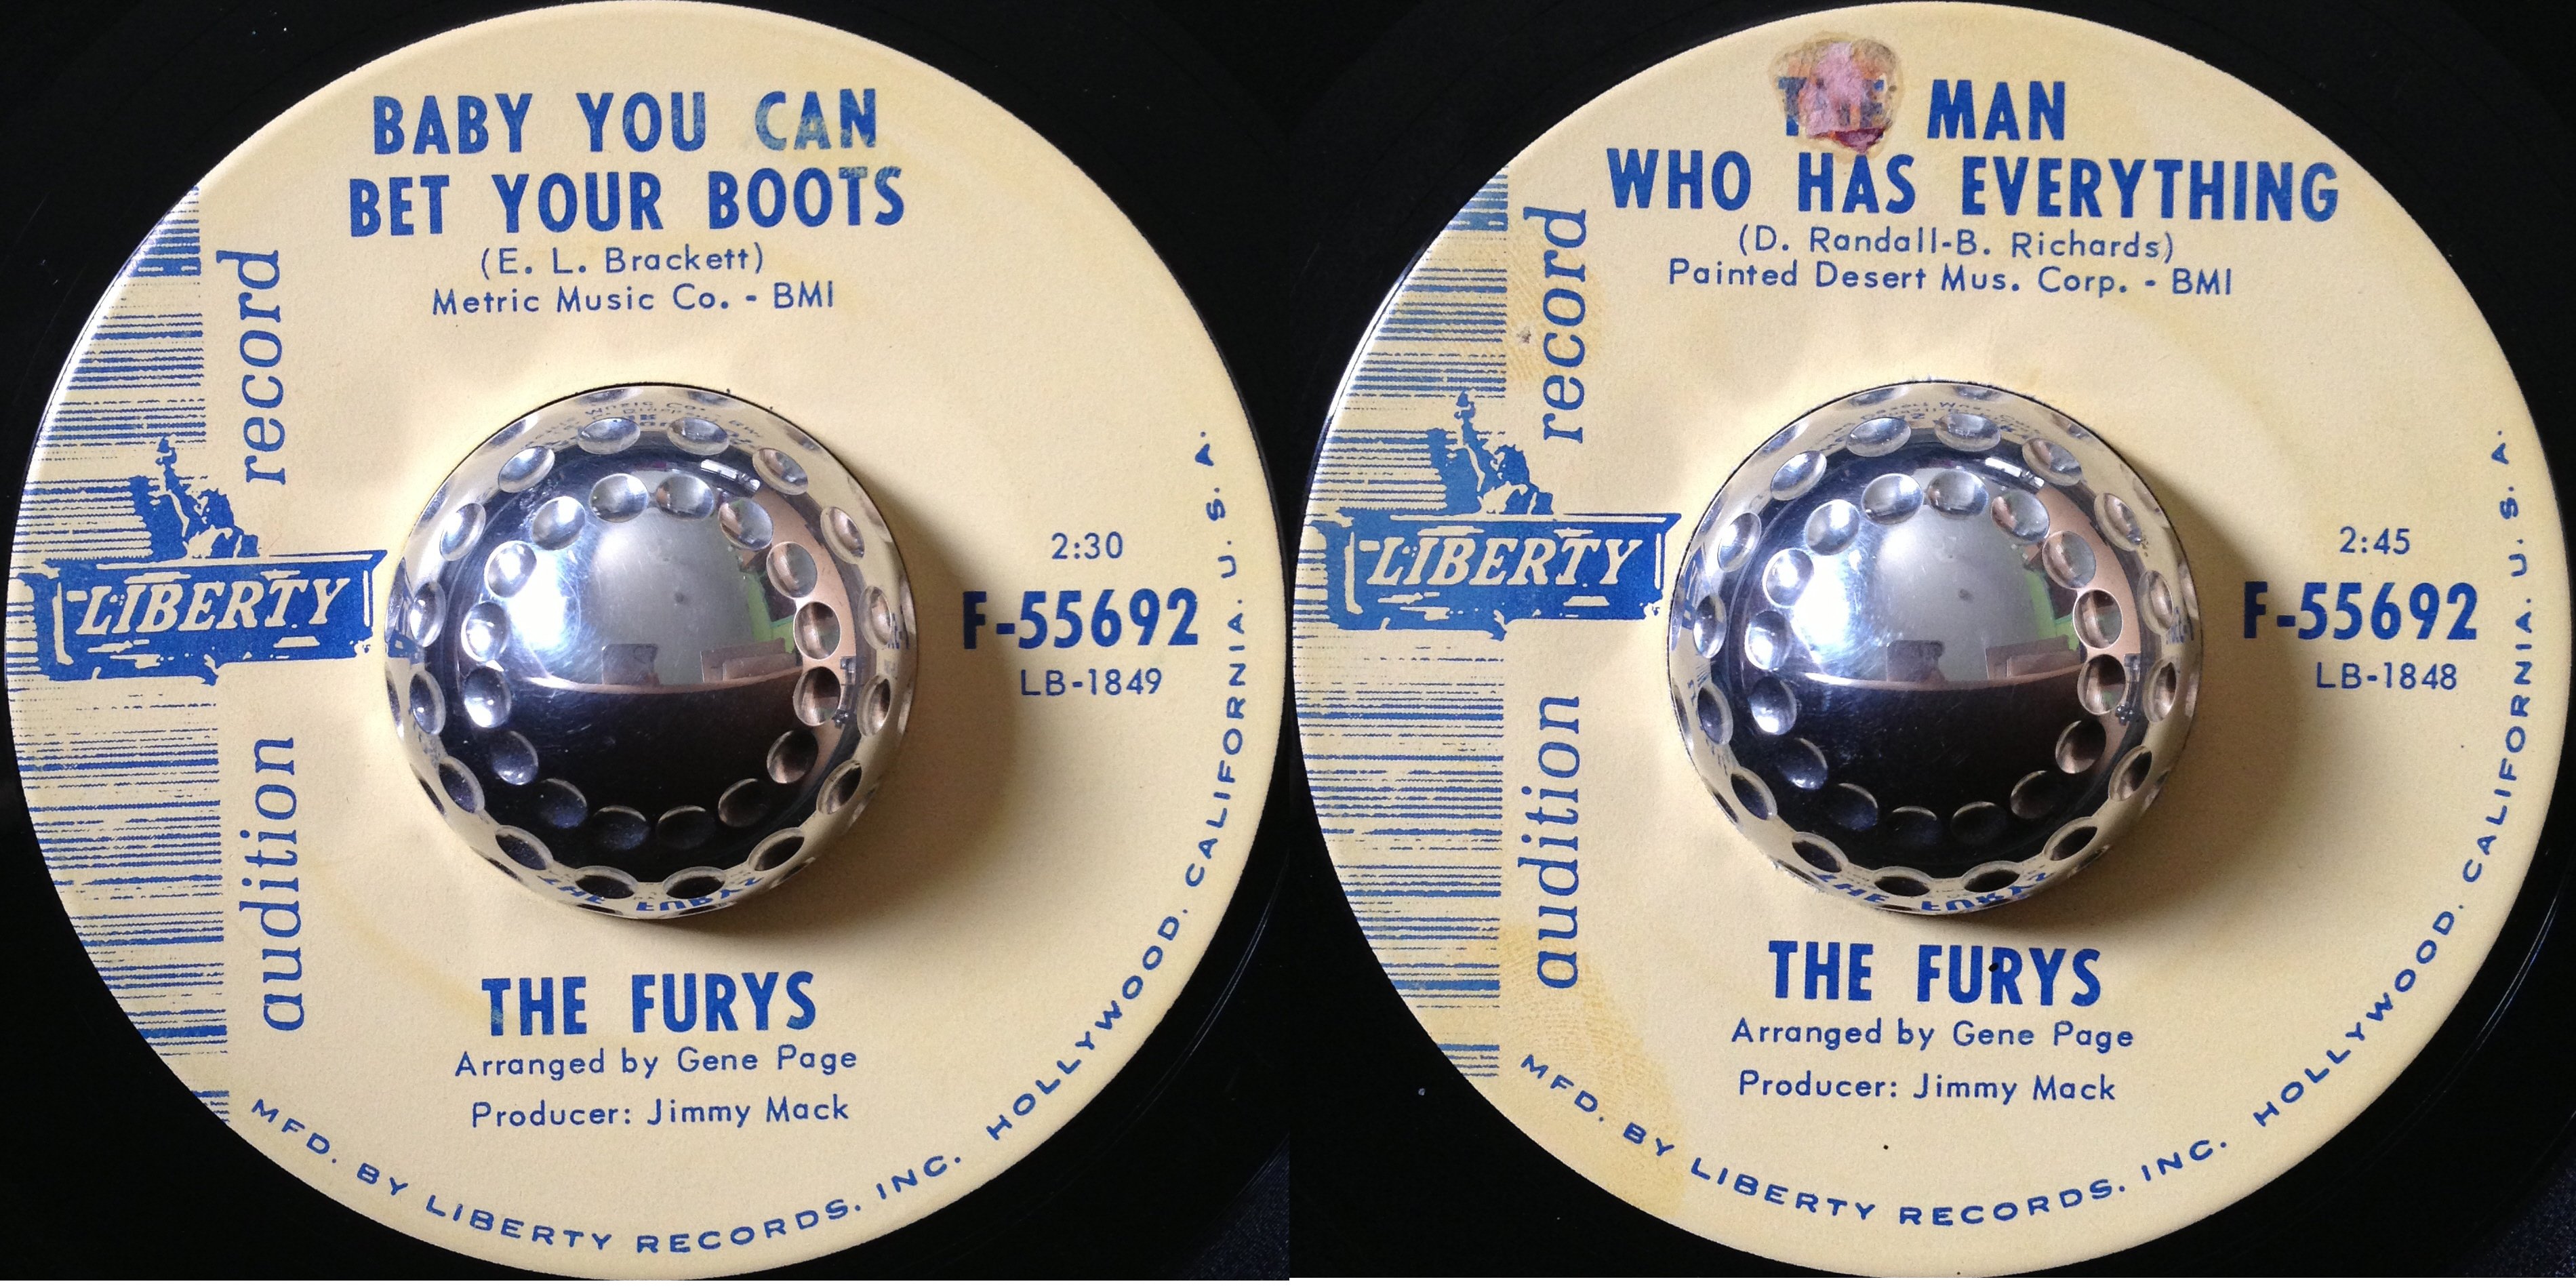 BABY YOU CAN
BET YOUR BOOTS
(E. L. Brackett)
Metric Music Co. - BMI
record
LIBERTY
audition
2:30
F-55692
LB-1849
THE FURYS
Arranged by Gene Page
Producer: Jimmy Mack
MFD. BY LIBERTY RECORDS, INC. HOLLYWOOD, CALIFORNIA, U. S. A.
THE MAN
WHO HAS EVERYTHING
(D. Randall-B. Richards)
Painted Desert Mus. Corp. - BMI
record
LIBERTY
audition
2:45
F-55692
LB-1848
THE FURYS
Arranged by Gene Page
Producer: Jimmy Mack
MFD. BY LIBERTY RECORDS, INC. HOLLYWOOD, CALIFORNIA, U. S. A.